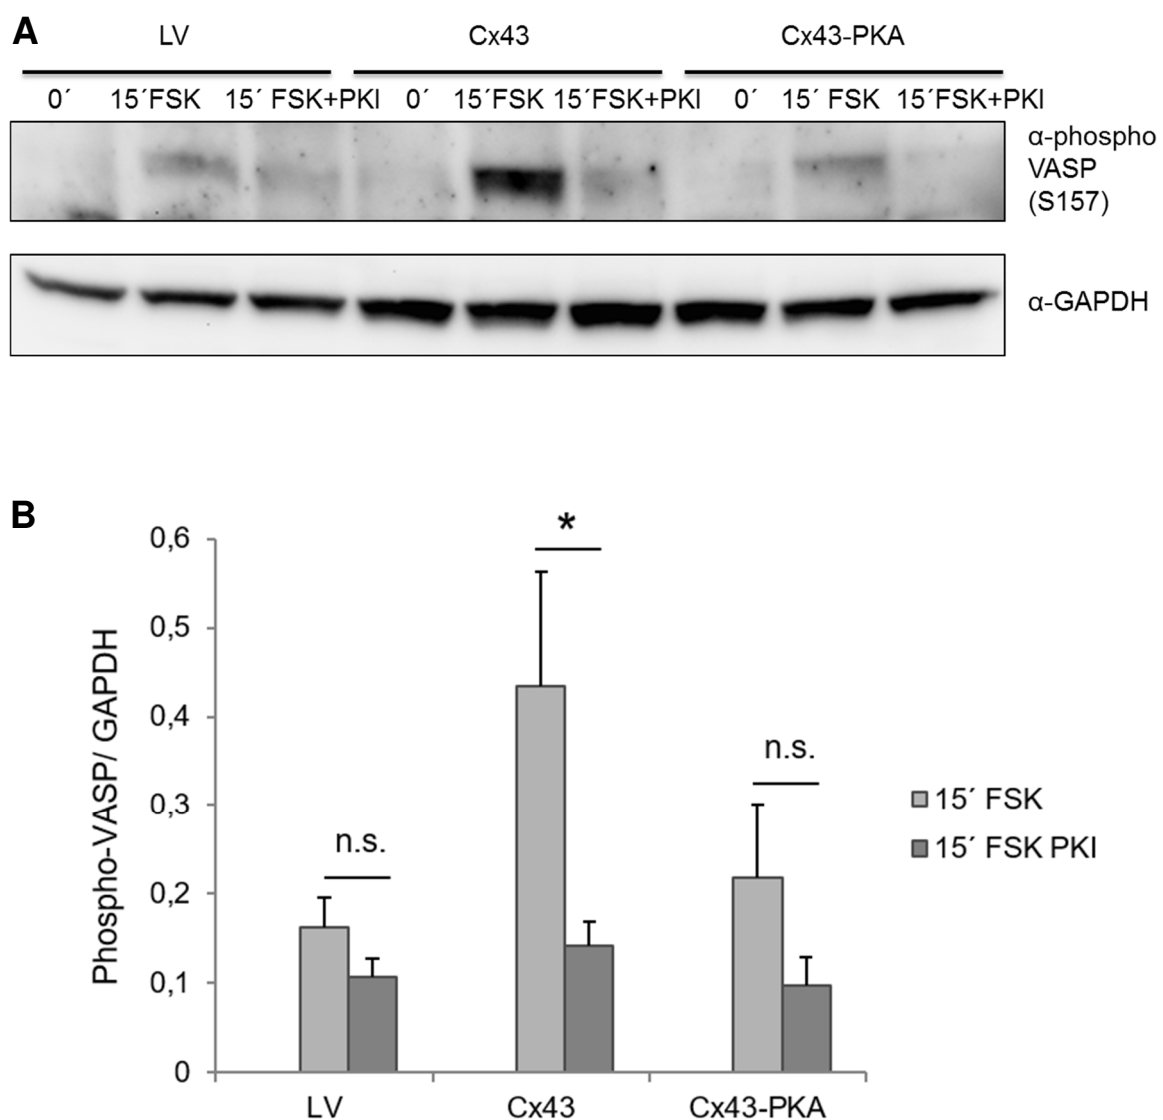 A
LV Cx43 Cx43-PKA
0´ 15´FSK 15´ FSK+PKI 0´ 15´FSK 15´FSK+PKI 0´ 15´ FSK 15´FSK+PKI
α-phospho
VASP
(S157)
α-GAPDH
B
Phospho-VASP/ GAPDH
0,6
0,5
0,4
0,3
0,2
0,1
0
n.s.
*
n.s.
15´ FSK
15´ FSK PKI
LV Cx43 Cx43-PKA